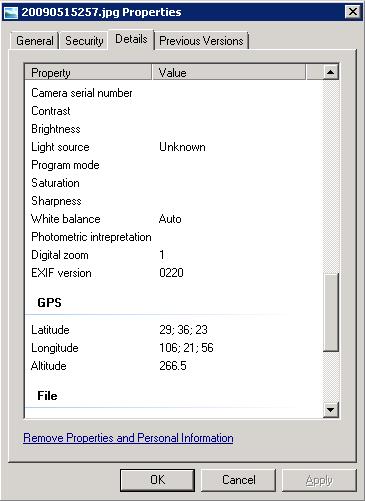 20090515257.jpg Properties
General Security Details Previous Versions
Property Value
Camera serial number
Contrast
Brightness
Light source Unknown
Program mode
Saturation
Sharpness
White balance Auto
Photometric intrepretation
Digital zoom 1
EXIF version 0220
GPS
Latitude 29; 36; 23
Longitude 106; 21; 56
Altitude 266.5
File
Remove Properties and Personal Information
OK Cancel Apply